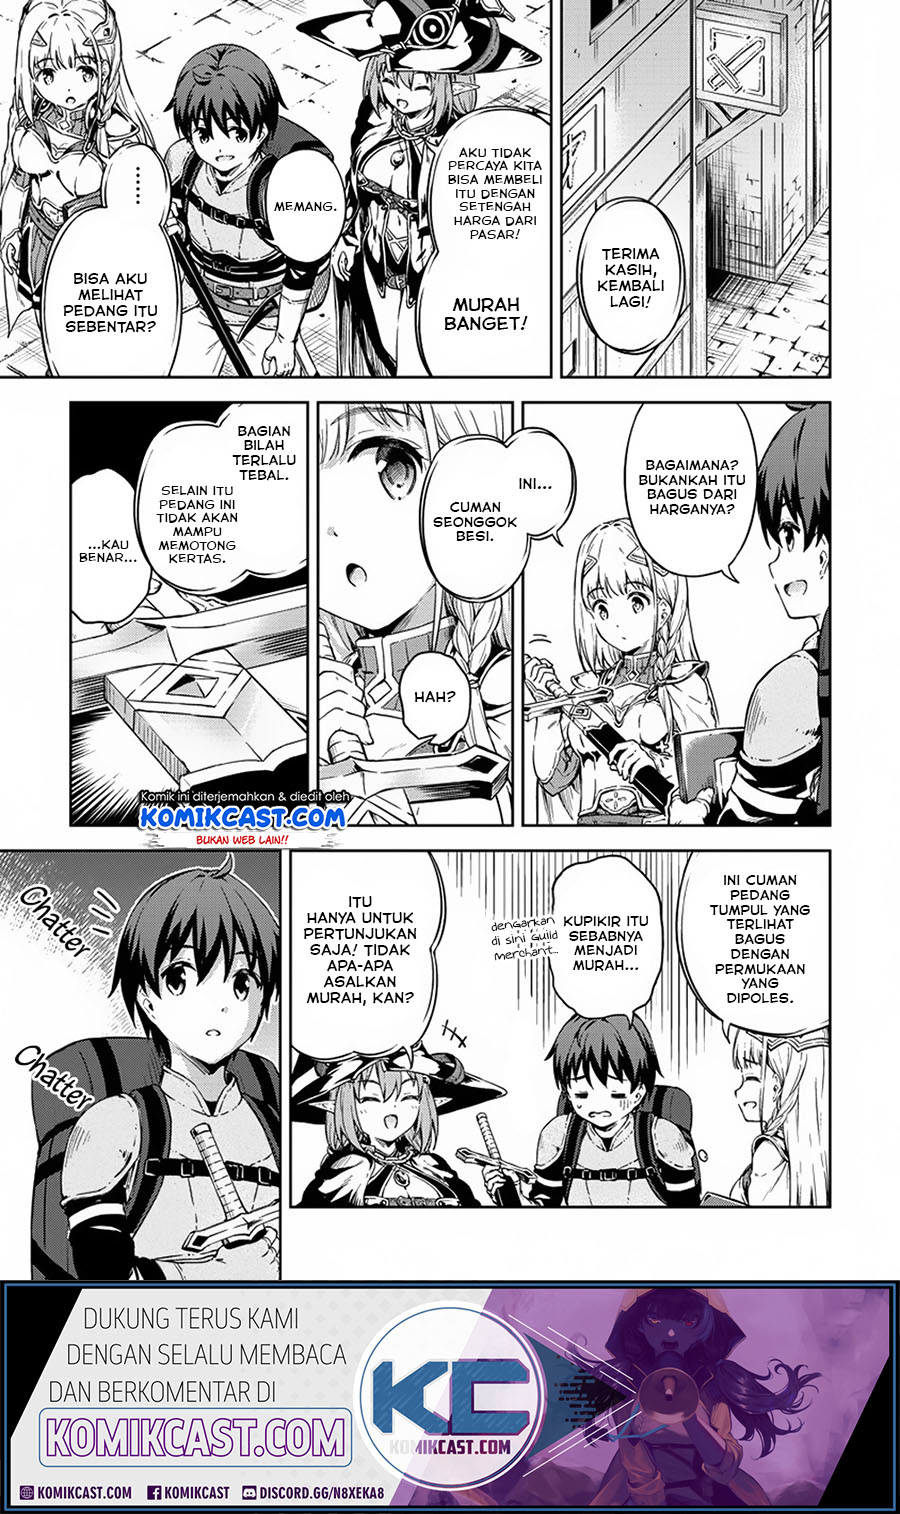 TERIMA
KASIH,
KEMBALI
LAGI!
AKU TIDAK
PERCAYA KITA
BISA MEMBELI
ITU DENGAN
SETENGAH
HARGA DARI
PASAR!
MURAH
BANGET!
MEMANG.
......
BISA AKU
MELIHAT
PEDANG ITU
SEBENTAR?
BAGAIMANA?
BUKANKAH ITU
BAGUS DARI
HARGANYA?
INI...
CUMAN
SEONGGOK
BESI.
HAH?
BAGIAN
BILAH
TERLALU
TEBAL.
SELAIN ITU
PEDANG INI
TIDAK AKAN
MAMPU
MEMOTONG
KERTAS.
...KAU
BENAR...
Komik ini diterjemahkan & diedit oleh
KOMIKCAST.COM
BUKAN WEB LAIN!!
INI CUMAN
PEDANG
TUMPUL YANG
TERLIHAT
BAGUS
DENGAN
PERMUKAAN
YANG
DIPOLES.
KUPIKIR ITU
SEBABNYA
MENJADI
MURAH...
dengarkan
di sini Guild
merchant...
ITU
HANYA UNTUK
PERTUNJUKAN
SAJA! TIDAK
APA-APA
ASALKAN
MURAH, KAN?
Chatter
Chatter
DUKUNG TERUS KAMI
DENGAN SELALU MEMBACA
DAN BERKOMENTAR DI
KOMIKCAST.COM
KC
KOMIKCAST.COM
KOMIKCAST.COM
KOMIKCAST
DISCORD.GG/N8XEKA8